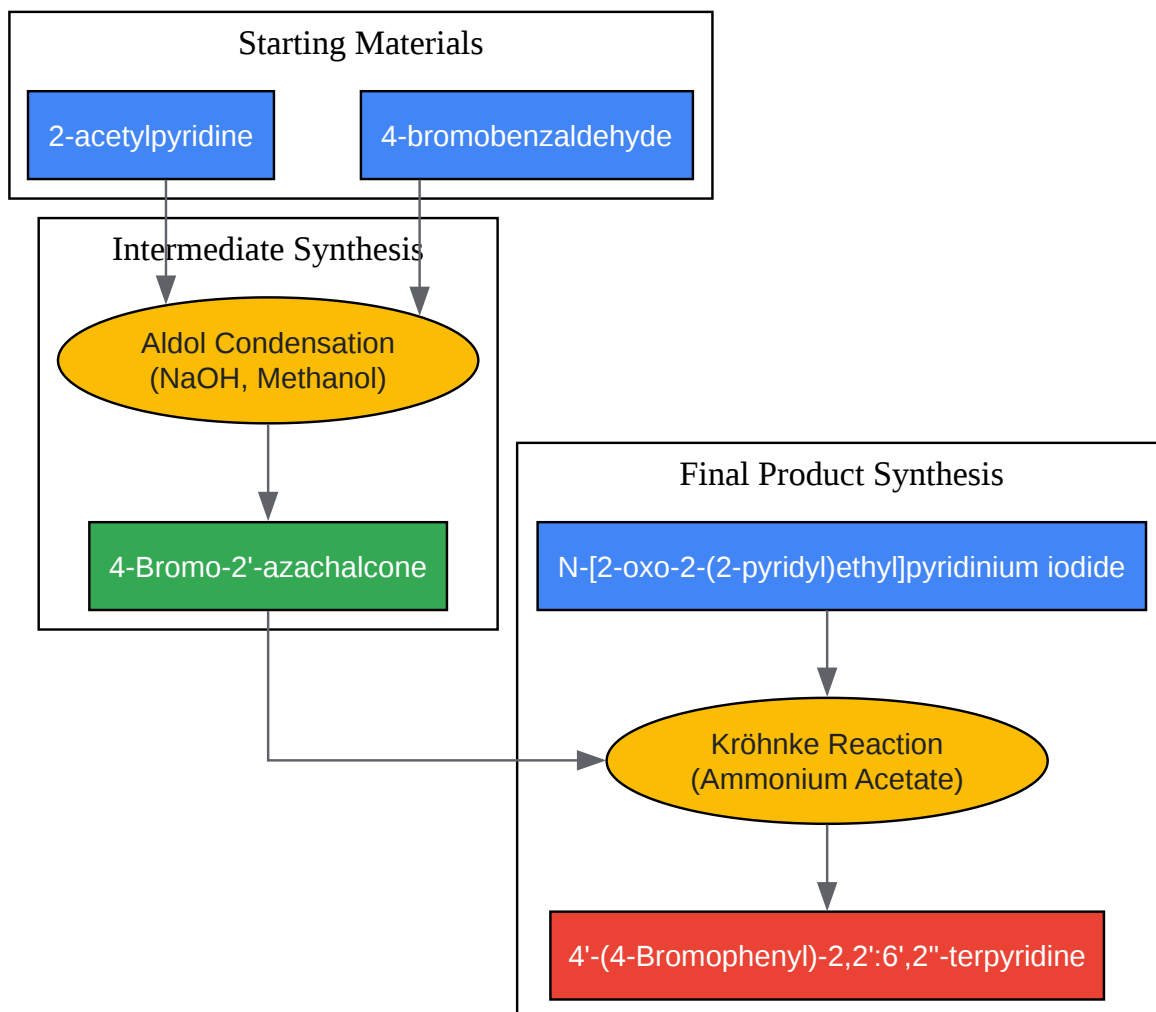 Starting Materials
2-acetylpyridine
4-bromobenzaldehyde
Intermediate Synthesis
Aldol Condensation
(NaOH, Methanol)
4-Bromo-2'-azachalcone
Final Product Synthesis
N-[2-oxo-2-(2-pyridyl)ethyl]pyridinium iodide
Kröhnke Reaction
(Ammonium Acetate)
4'-(4-Bromophenyl)-2,2':6',2"-terpyridine